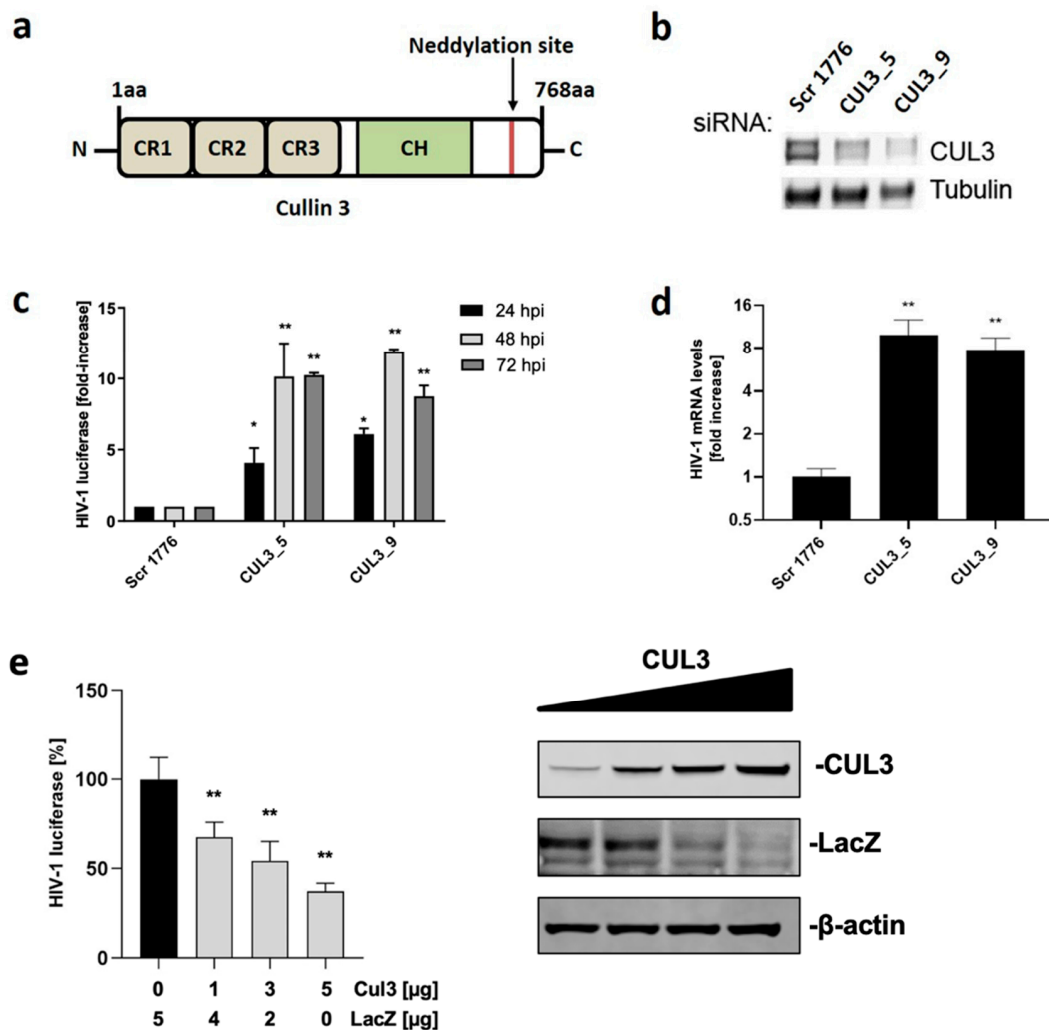 a
Neddylation site
1aa
768aa
N
CR1
CR2
CR3
CH
C
Cullin 3
b
Scr 1776
CUL3_5
CUL3_9
siRNA:
CUL3
Tubulin
c
HIV-1 luciferase [fold-increase]
15
10
5
0
*
**
**
*
**
**
24 hpi
48 hpi
72 hpi
Scr 1776
CUL3_5
CUL3_9
d
HIV-1 mRNA levels
[fold increase]
16
8
4
2
1
0.5
**
**
Scr 1776
CUL3_5
CUL3_9
e
HIV-1 luciferase [%]
150
100
50
0
**
**
**
0 1 3 5 Cul3 [µg]
5 4 2 0 LacZ [µg]
CUL3
-CUL3
-LacZ
-β-actin